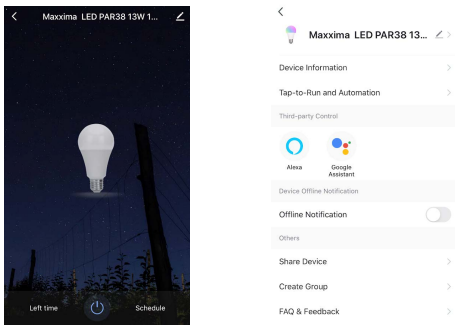 Maxxima LED PAR38 13W 1...
Left time
Schedule
Maxxima LED PAR38 13...
Device Information
Tap-to-Run and Automation
Third-party Control
Alexa
Google
Assistant
Device Offline Notification
Offline Notification
Others
Share Device
Create Group
FAQ & Feedback